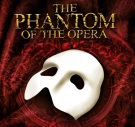 THE
PHANTOM
OF THE OPERA